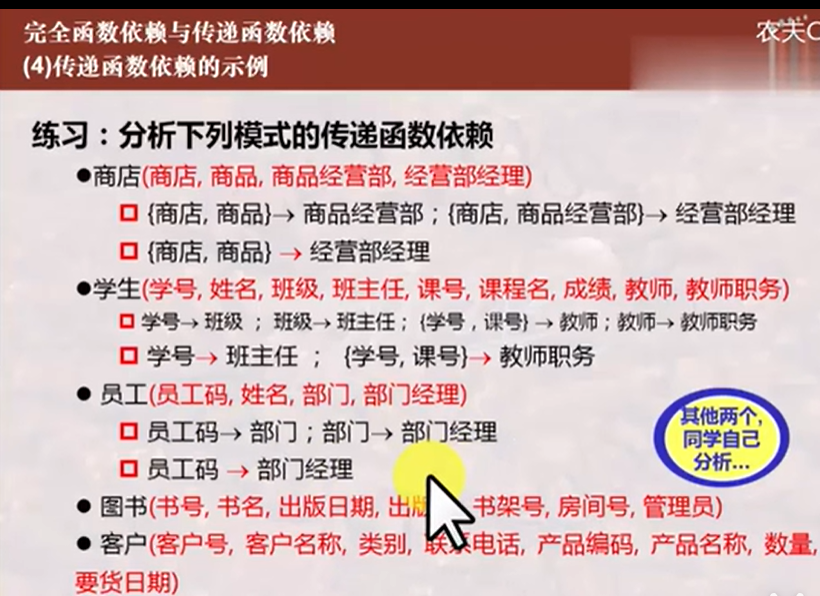 完全函数依赖与传递函数依赖
农夫
(4)传递函数依赖的示例
练习：分析下列模式的传递函数依赖
●商店(商店, 商品, 商品经营部, 经营部经理)
{商店, 商品}→ 商品经营部；{商店, 商品经营部}→ 经营部经理
{商店, 商品} → 经营部经理
●学生(学号, 姓名, 班级, 班主任, 课号, 课程名, 成绩, 教师, 教师职务)
学号→ 班级 ； 班级→ 班主任； {学号 , 课号} → 教师；教师→ 教师职务
学号→ 班主任 ； {学号, 课号}→ 教师职务
● 员工(员工码, 姓名, 部门, 部门经理)
员工码→ 部门；部门→ 部门经理
员工码 → 部门经理
其他两个,
同学自己
分析...
● 图书(书号, 书名, 出版日期, 出版 书架号, 房间号, 管理员)
● 客户(客户号, 客户名称, 类别, 联系电话, 产品编码, 产品名称, 数量,
要货日期)